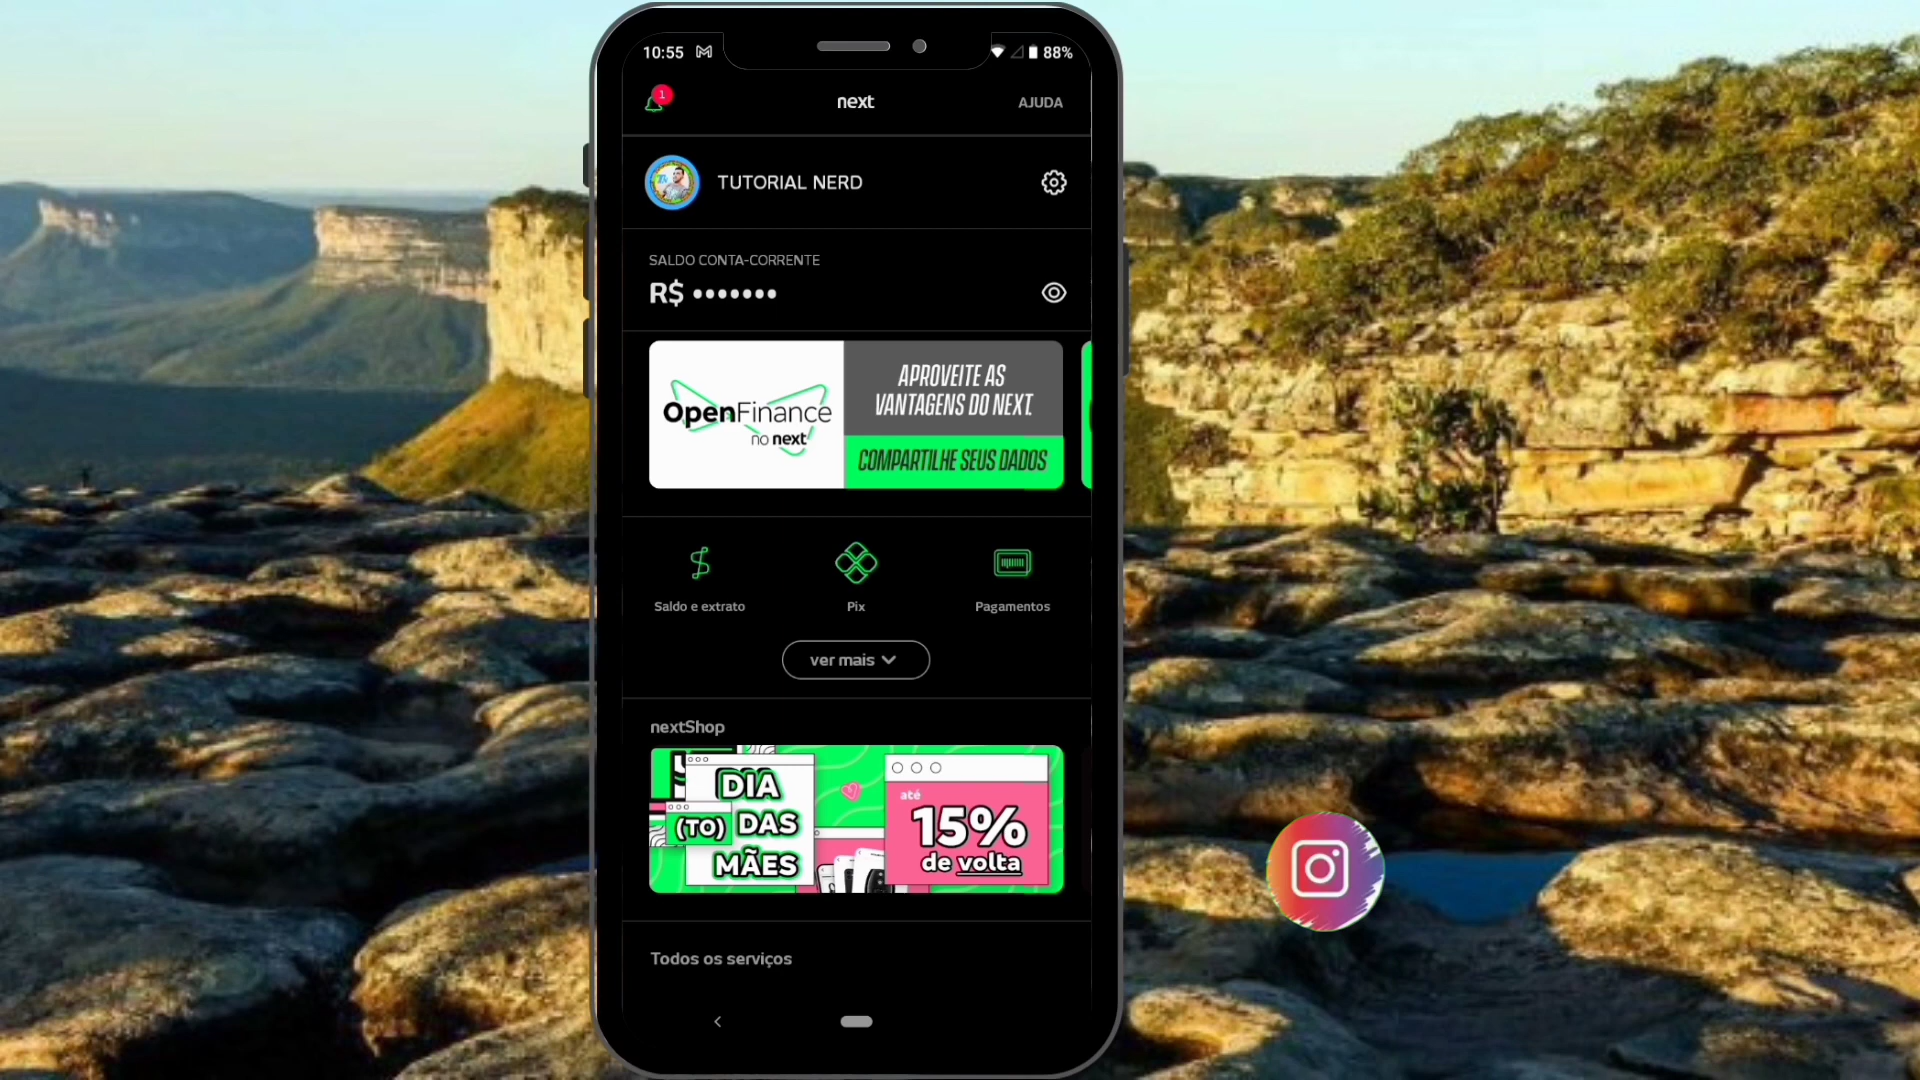 10:55
88%
1
next
AJUDA
TUTORIAL NERD
SALDO CONTA-CORRENTE
R$ •••••••
OpenFinance
no next
APROVEITE AS
VANTAGENS DO NEXT.
COMPARTILHE SEUS DADOS
Saldo e extrato
Pix
Pagamentos
ver mais
nextShop
DIA
(TO) DAS
MÃES
até
15%
de volta
Todos os serviços